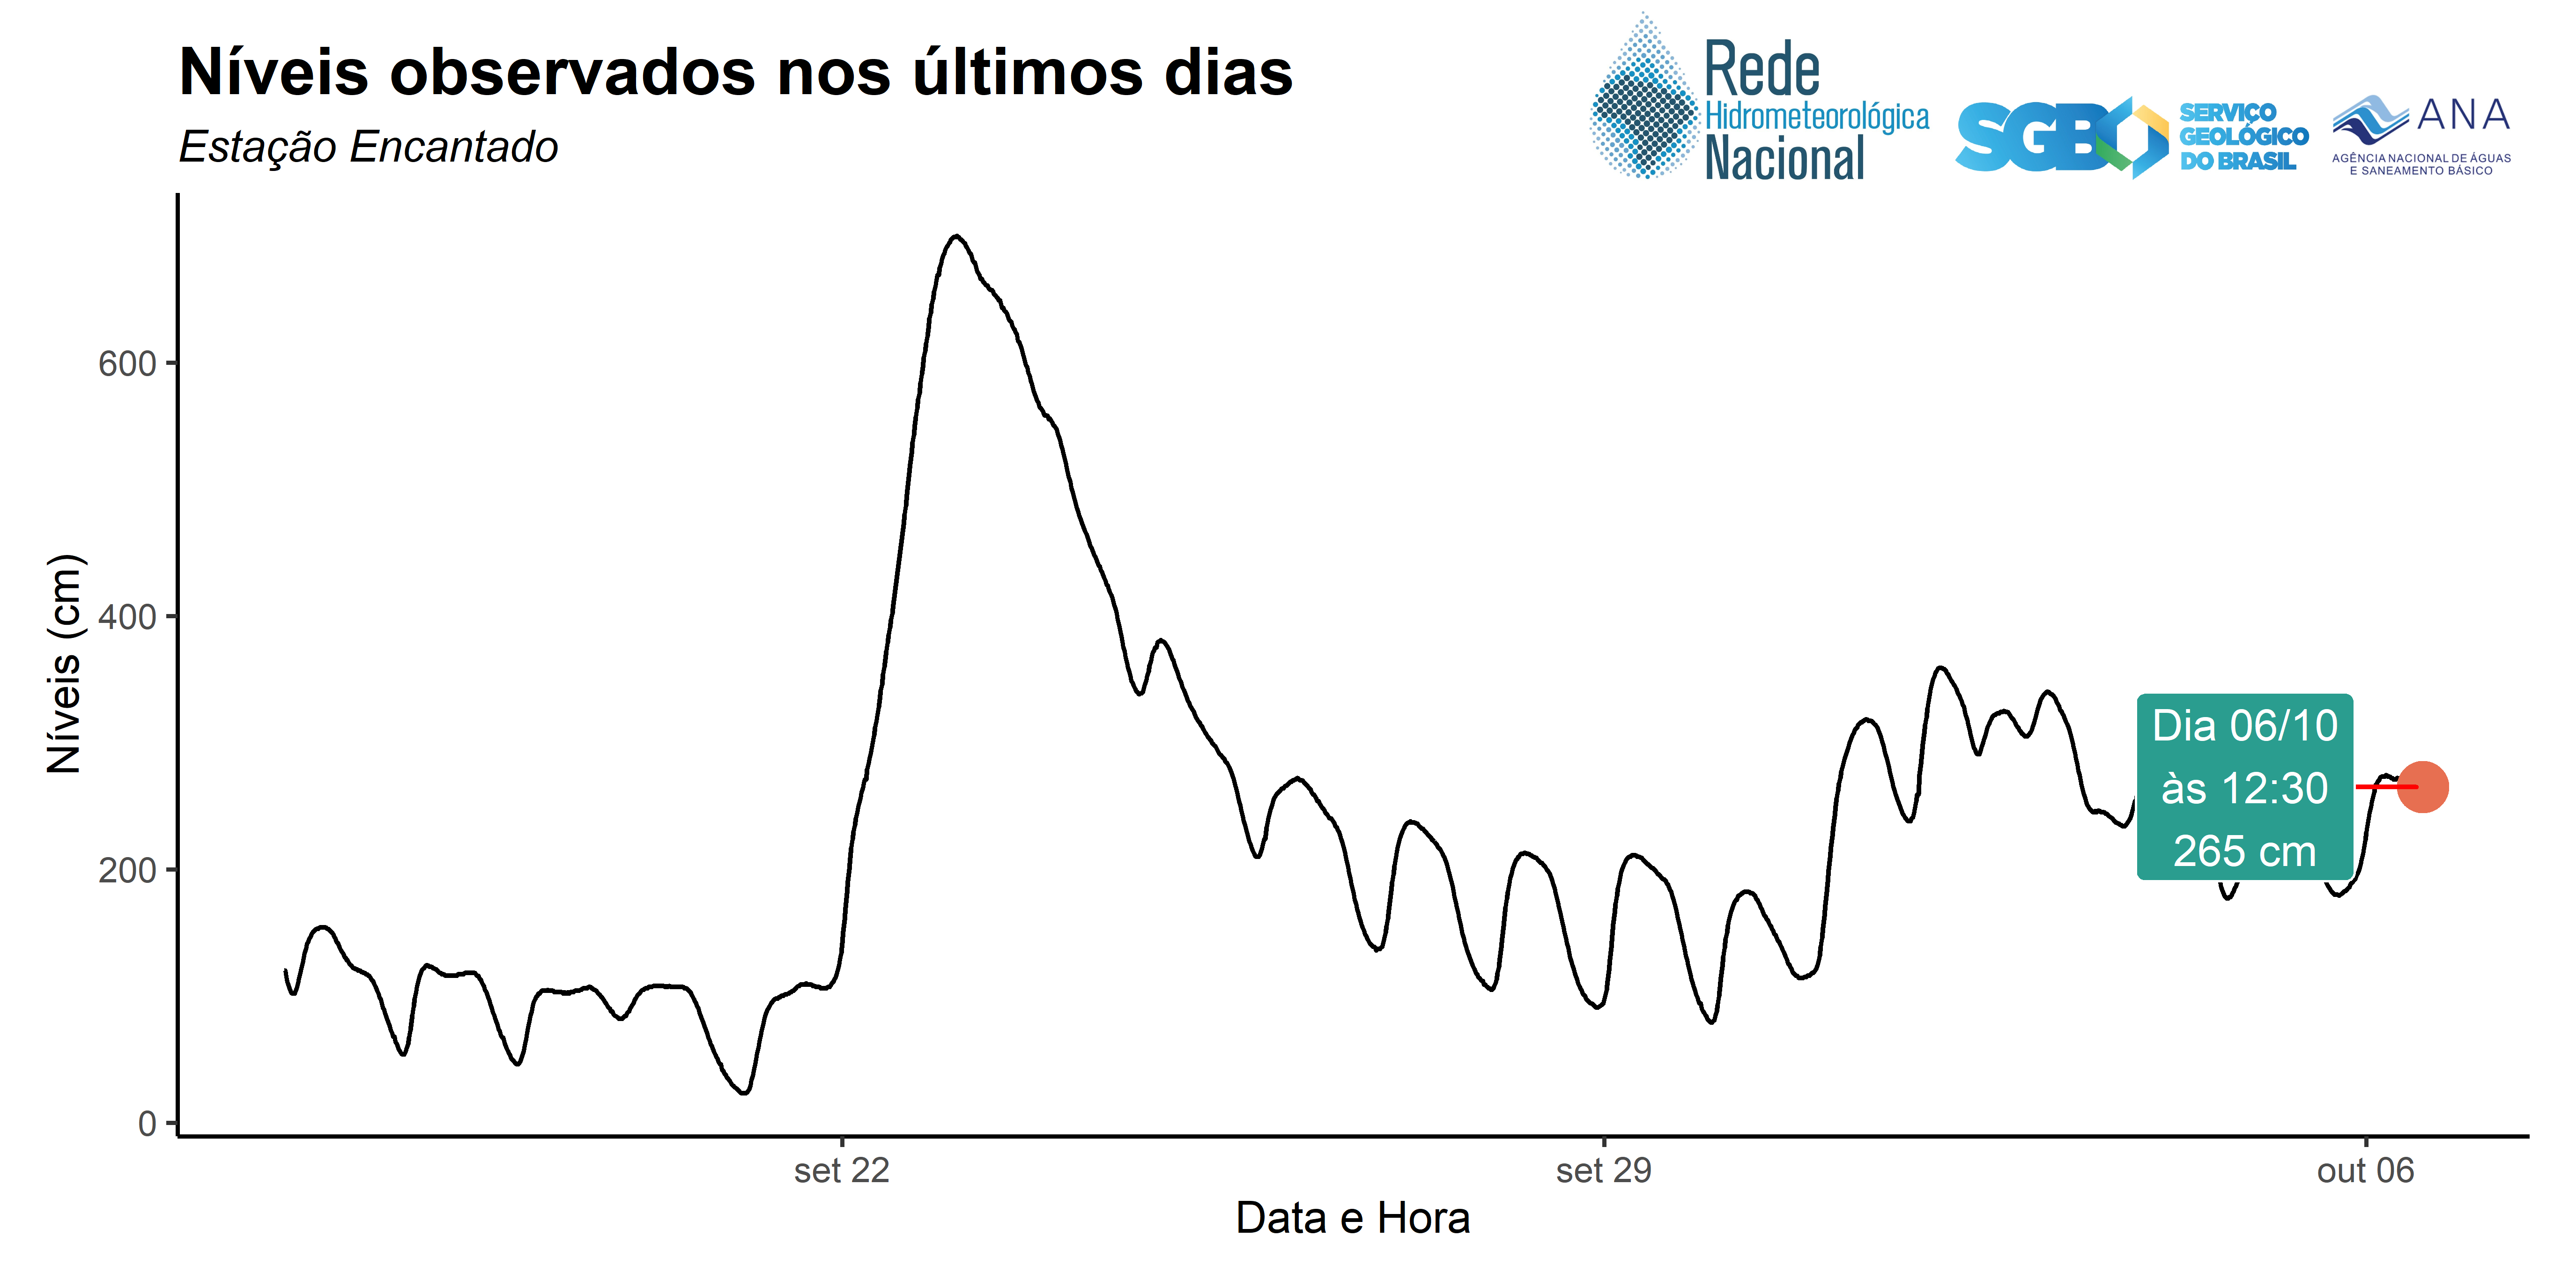 Níveis observados nos últimos dias
Estação Encantado
Rede
Hidrometeorológica
Nacional
SGB
SERVIÇO
GEOLÓGICO
DO BRASIL
ANA
AGÊNCIA NACIONAL DE ÁGUAS
E SANEAMENTO BÁSICO
Níveis (cm)
600
400
200
0
Dia 06/10
às 12:30
265 cm
set 22
set 29
out 06
Data e Hora